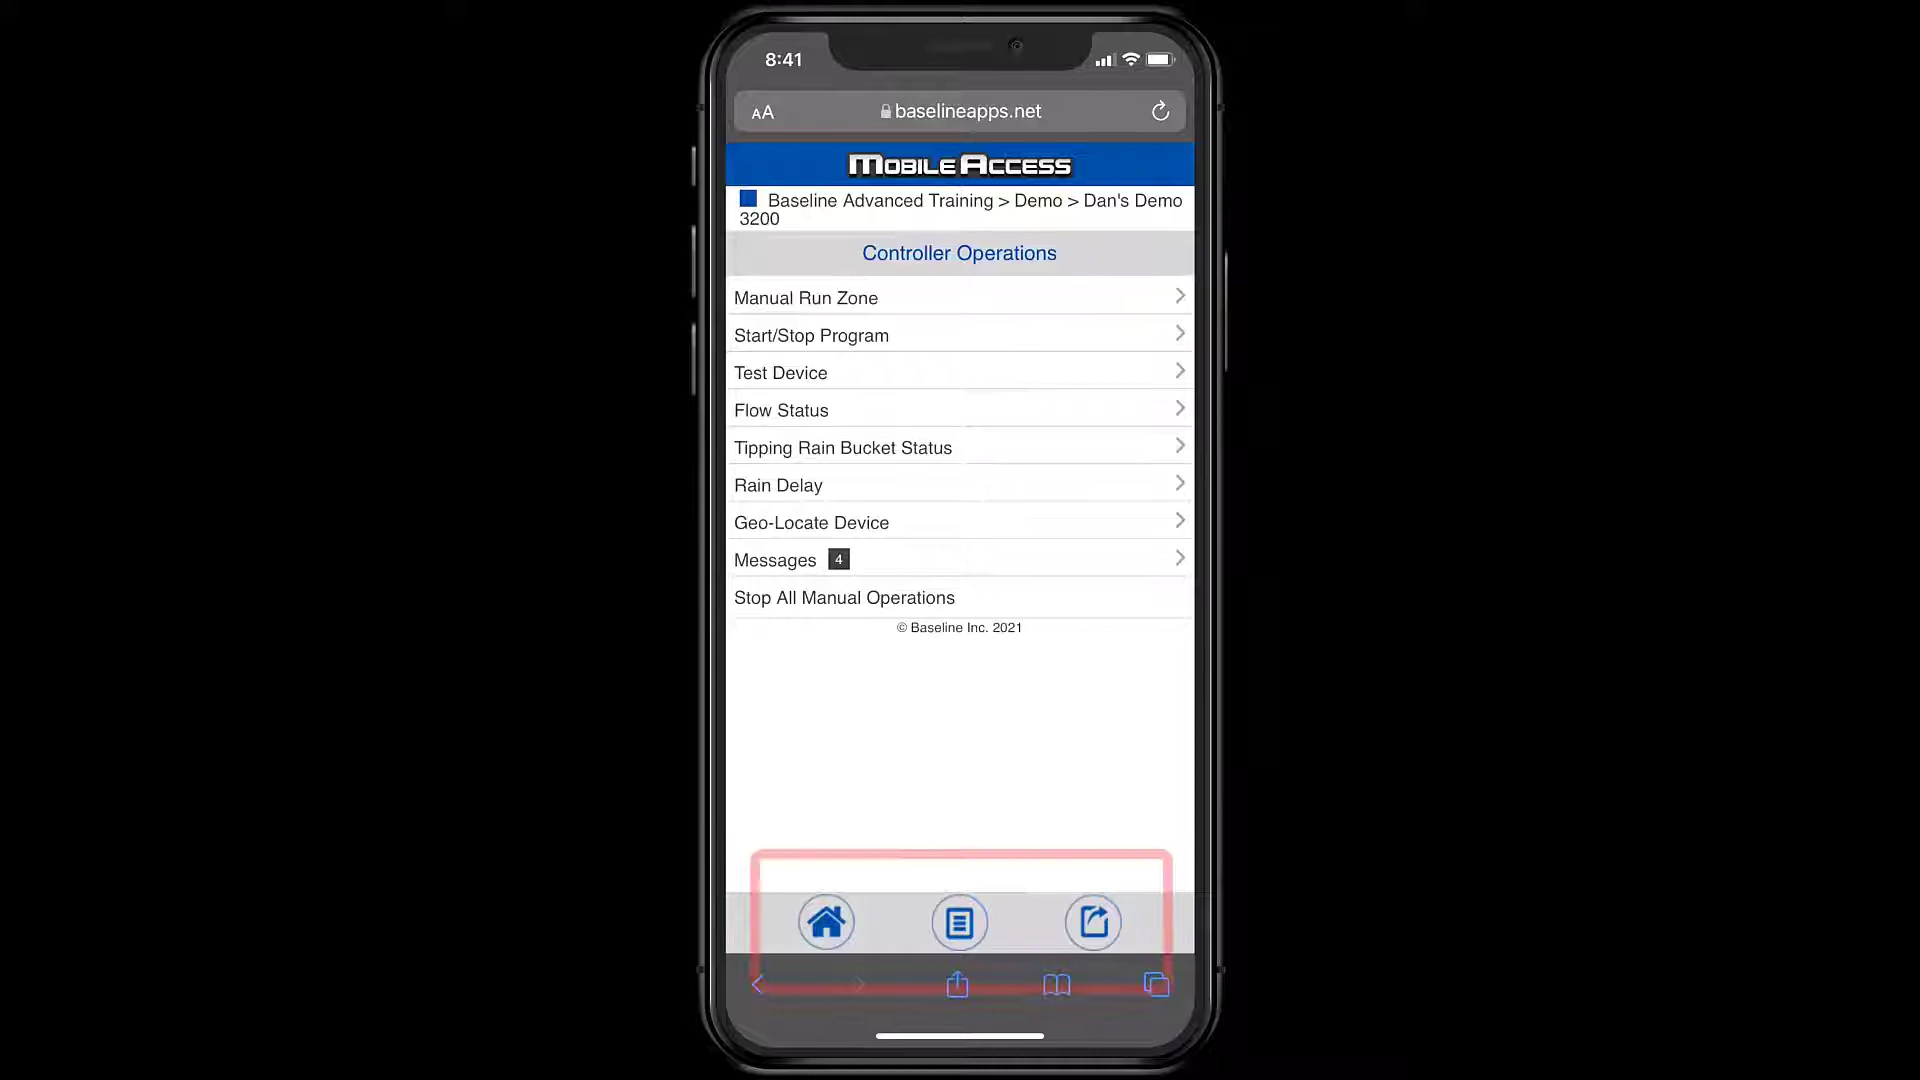 8:41
AA baselineapps.net
MOBILE ACCESS
Baseline Advanced Training > Demo > Dan's Demo
3200
Controller Operations
Manual Run Zone
Start/Stop Program
Test Device
Flow Status
Tipping Rain Bucket Status
Rain Delay
Geo-Locate Device
Messages 4
Stop All Manual Operations
© Baseline Inc. 2021